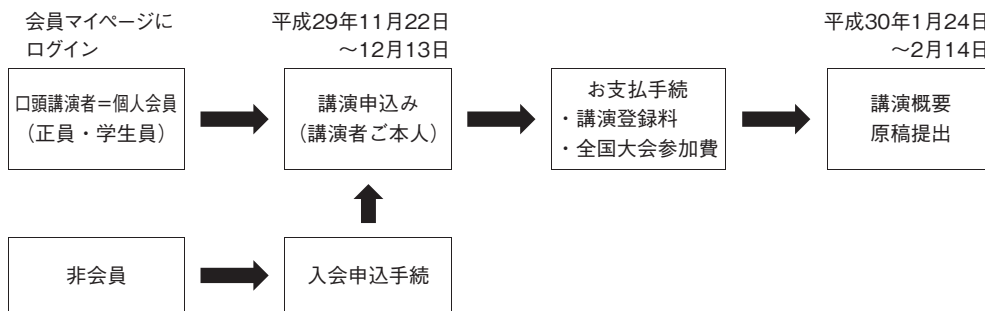 会員マイページに
ログイン
平成29年11月22日
～12月13日
平成30年1月24日
～2月14日
口頭講演者＝個人会員
（正員・学生員）
講演申込み
（講演者ご本人）
お支払手続
・講演登録料
・全国大会参加費
講演概要
原稿提出
非会員
入会申込手続